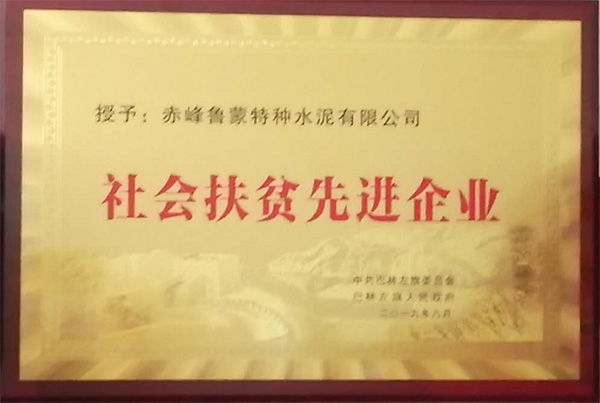 授予：赤峰鲁蒙特种水泥有限公司
社会扶贫先进企业
中共巴林左旗委员会
巴林左旗人民政府
二〇一九年八月